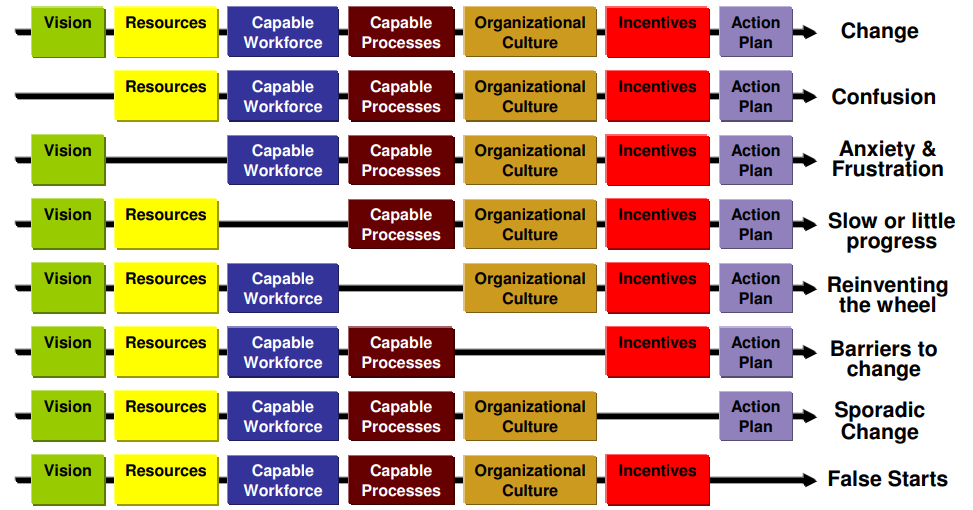 Vision Resources Capable Workforce Capable Processes Organizational Culture Incentives Action Plan Change
Resources Capable Workforce Capable Processes Organizational Culture Incentives Action Plan Confusion
Vision Capable Workforce Capable Processes Organizational Culture Incentives Action Plan Anxiety & Frustration
Vision Resources Capable Processes Organizational Culture Incentives Action Plan Slow or little progress
Vision Resources Capable Workforce Organizational Culture Incentives Action Plan Reinventing the wheel
Vision Resources Capable Workforce Capable Processes Incentives Action Plan Barriers to change
Vision Resources Capable Workforce Capable Processes Organizational Culture Action Plan Sporadic Change
Vision Resources Capable Workforce Capable Processes Organizational Culture Incentives False Starts